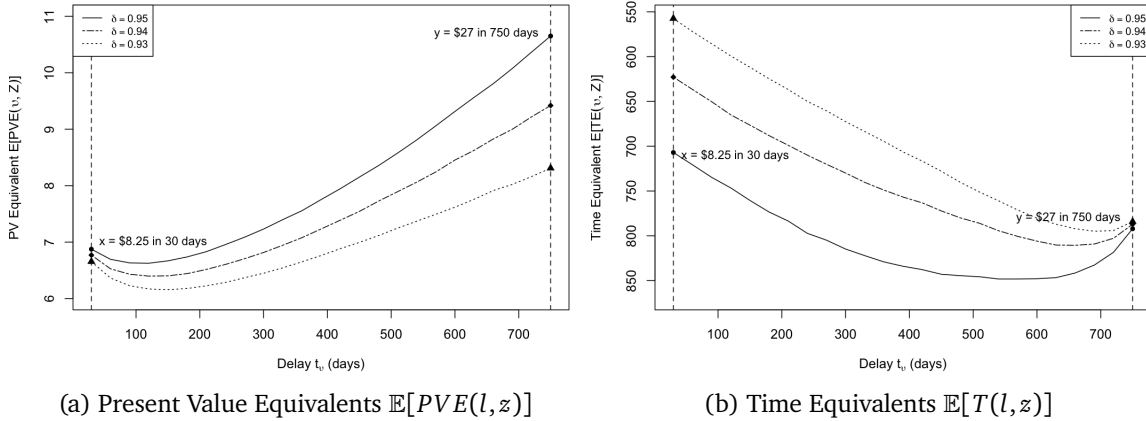 11
10
9
8
7
6
PV Equivalent E[PVE(υ, Z)]
δ = 0.95
δ = 0.94
δ = 0.93
y = $27 in 750 days
x = $8.25 in 30 days
100 200 300 400 500 600 700
Delay tυ (days)
(a) Present Value Equivalents 𝔼[PVE(l,z)]
550
600
650
700
750
800
850
Time Equivalent E[TE(υ, Z)]
δ = 0.95
δ = 0.94
δ = 0.93
x = $8.25 in 30 days
y = $27 in 750 days
100 200 300 400 500 600 700
Delay tυ (days)
(b) Time Equivalents 𝔼[T(l,z)]